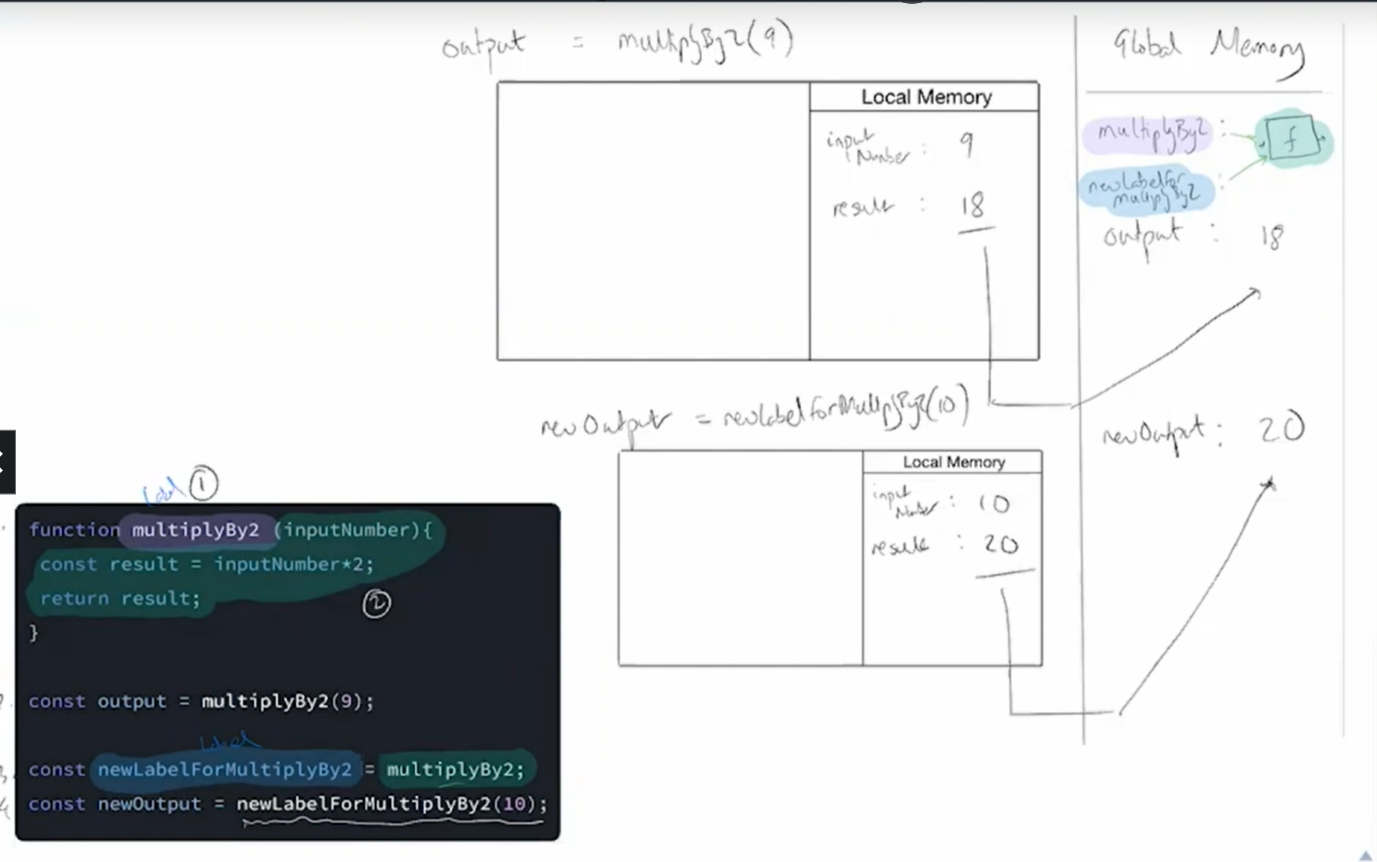 output = multiplyBy2(9)
Global Memory
Local Memory
input Number : 9
result : 18
multiplyBy2 : f
newLabelfor multiplyBy2 :
output : 18
newOutput = newLabelforMultiplyBy2(10)
newOutput : 20
Local Memory
input Number : 10
result : 20
label ①
function multiplyBy2 (inputNumber){
const result = inputNumber*2;
return result;
②
}
const output = multiplyBy2(9);
label
const newLabelForMultiplyBy2 = multiplyBy2;
const newOutput = newLabelForMultiplyBy2(10);